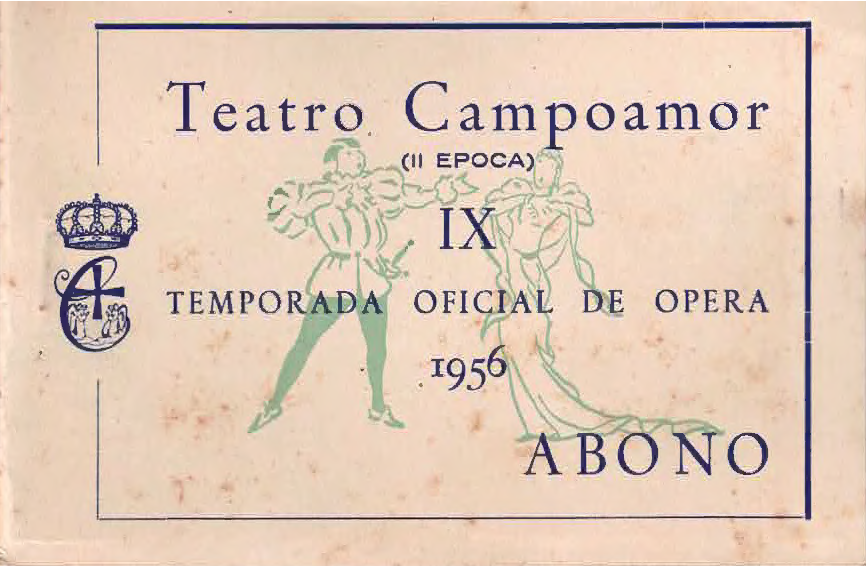 Teatro Campoamor
(II EPOCA)
IX
TEMPORADA OFICIAL DE OPERA
1956
ABONO